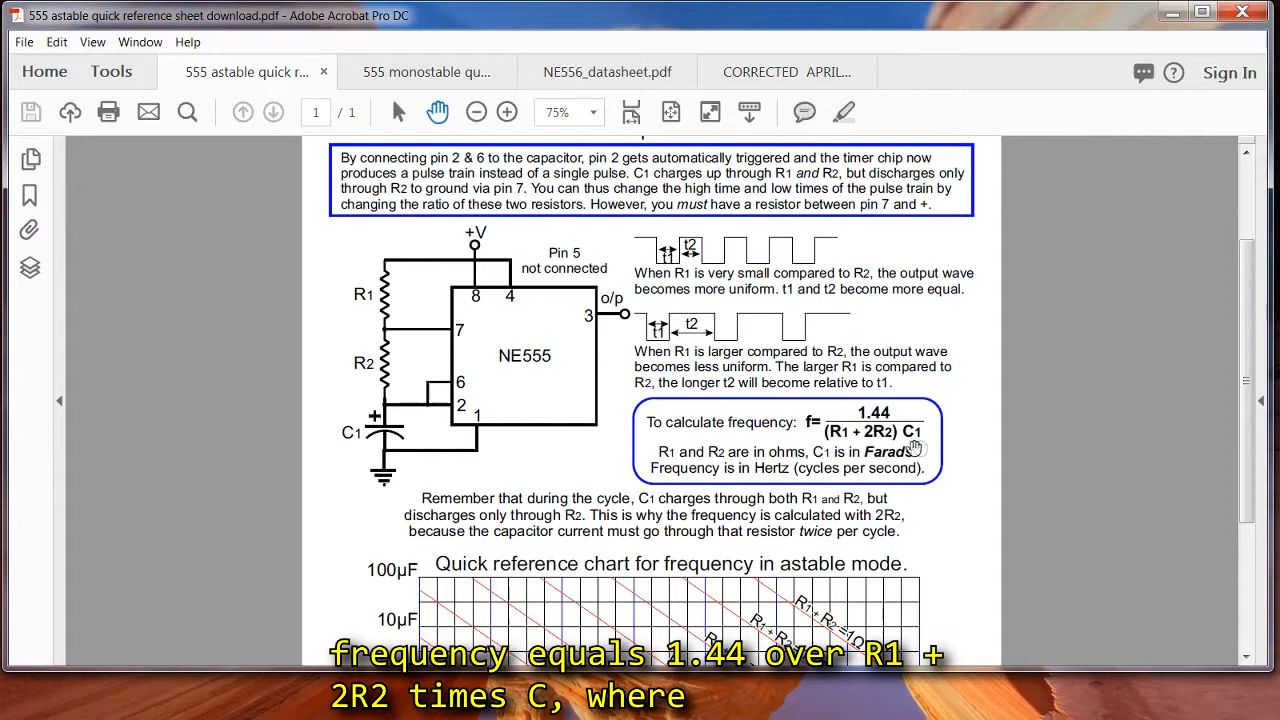 555 astable quick reference sheet download.pdf - Adobe Acrobat Pro DC
File Edit View Window Help
Home Tools 555 astable quick r... × 555 monostable qu... NE556_datasheet.pdf CORRECTED APRIL... Sign In
1 / 1 75%
By connecting pin 2 & 6 to the capacitor, pin 2 gets automatically triggered and the timer chip now
produces a pulse train instead of a single pulse. C1 charges up through R1 and R2, but discharges only
through R2 to ground via pin 7. You can thus change the high time and low times of the pulse train by
changing the ratio of these two resistors. However, you must have a resistor between pin 7 and +.
+V
Pin 5
not connected
R1
8 4
o/p
3
7
NE555
R2
6
2
1
+
C1
t1 t2
When R1 is very small compared to R2, the output wave
becomes more uniform. t1 and t2 become more equal.
t1 t2
When R1 is larger compared to R2, the output wave
becomes less uniform. The larger R1 is compared to
R2, the longer t2 will become relative to t1.
To calculate frequency: f= 1.44
(R1 + 2R2) C1
R1 and R2 are in ohms, C1 is in Farads
Frequency is in Hertz (cycles per second).
Remember that during the cycle, C1 charges through both R1 and R2, but
discharges only through R2. This is why the frequency is calculated with 2R2,
because the capacitor current must go through that resistor twice per cycle.
Quick reference chart for frequency in astable mode.
100µF
10µF
R1 + R2 =1Ω
R1 + R2
frequency equals 1.44 over R1 +
2R2 times C, where